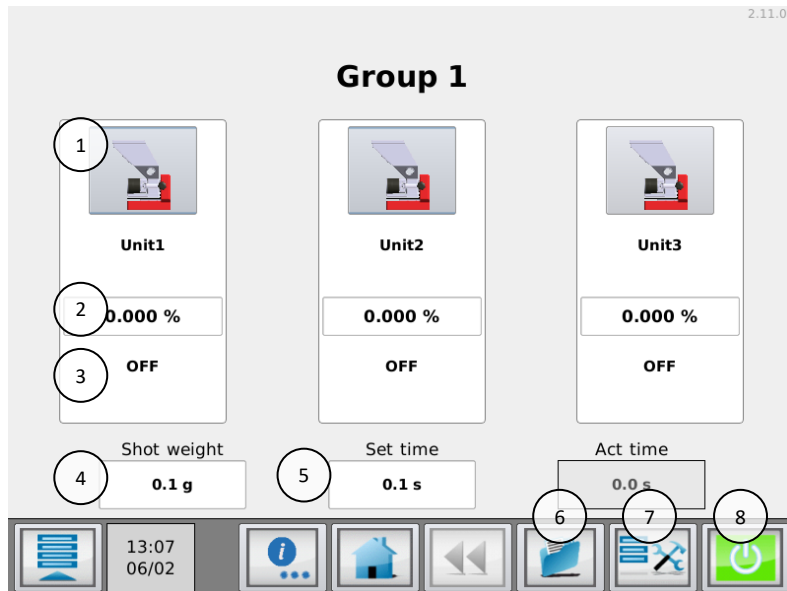 2.11.0
Group 1
1
Unit1 Unit2 Unit3
2 0.000 % 0.000 % 0.000 %
3 OFF OFF OFF
Shot weight Set time Act time
4 0.1 g 5 0.1 s 0.0 s
6 7 8
13:07
06/02
i